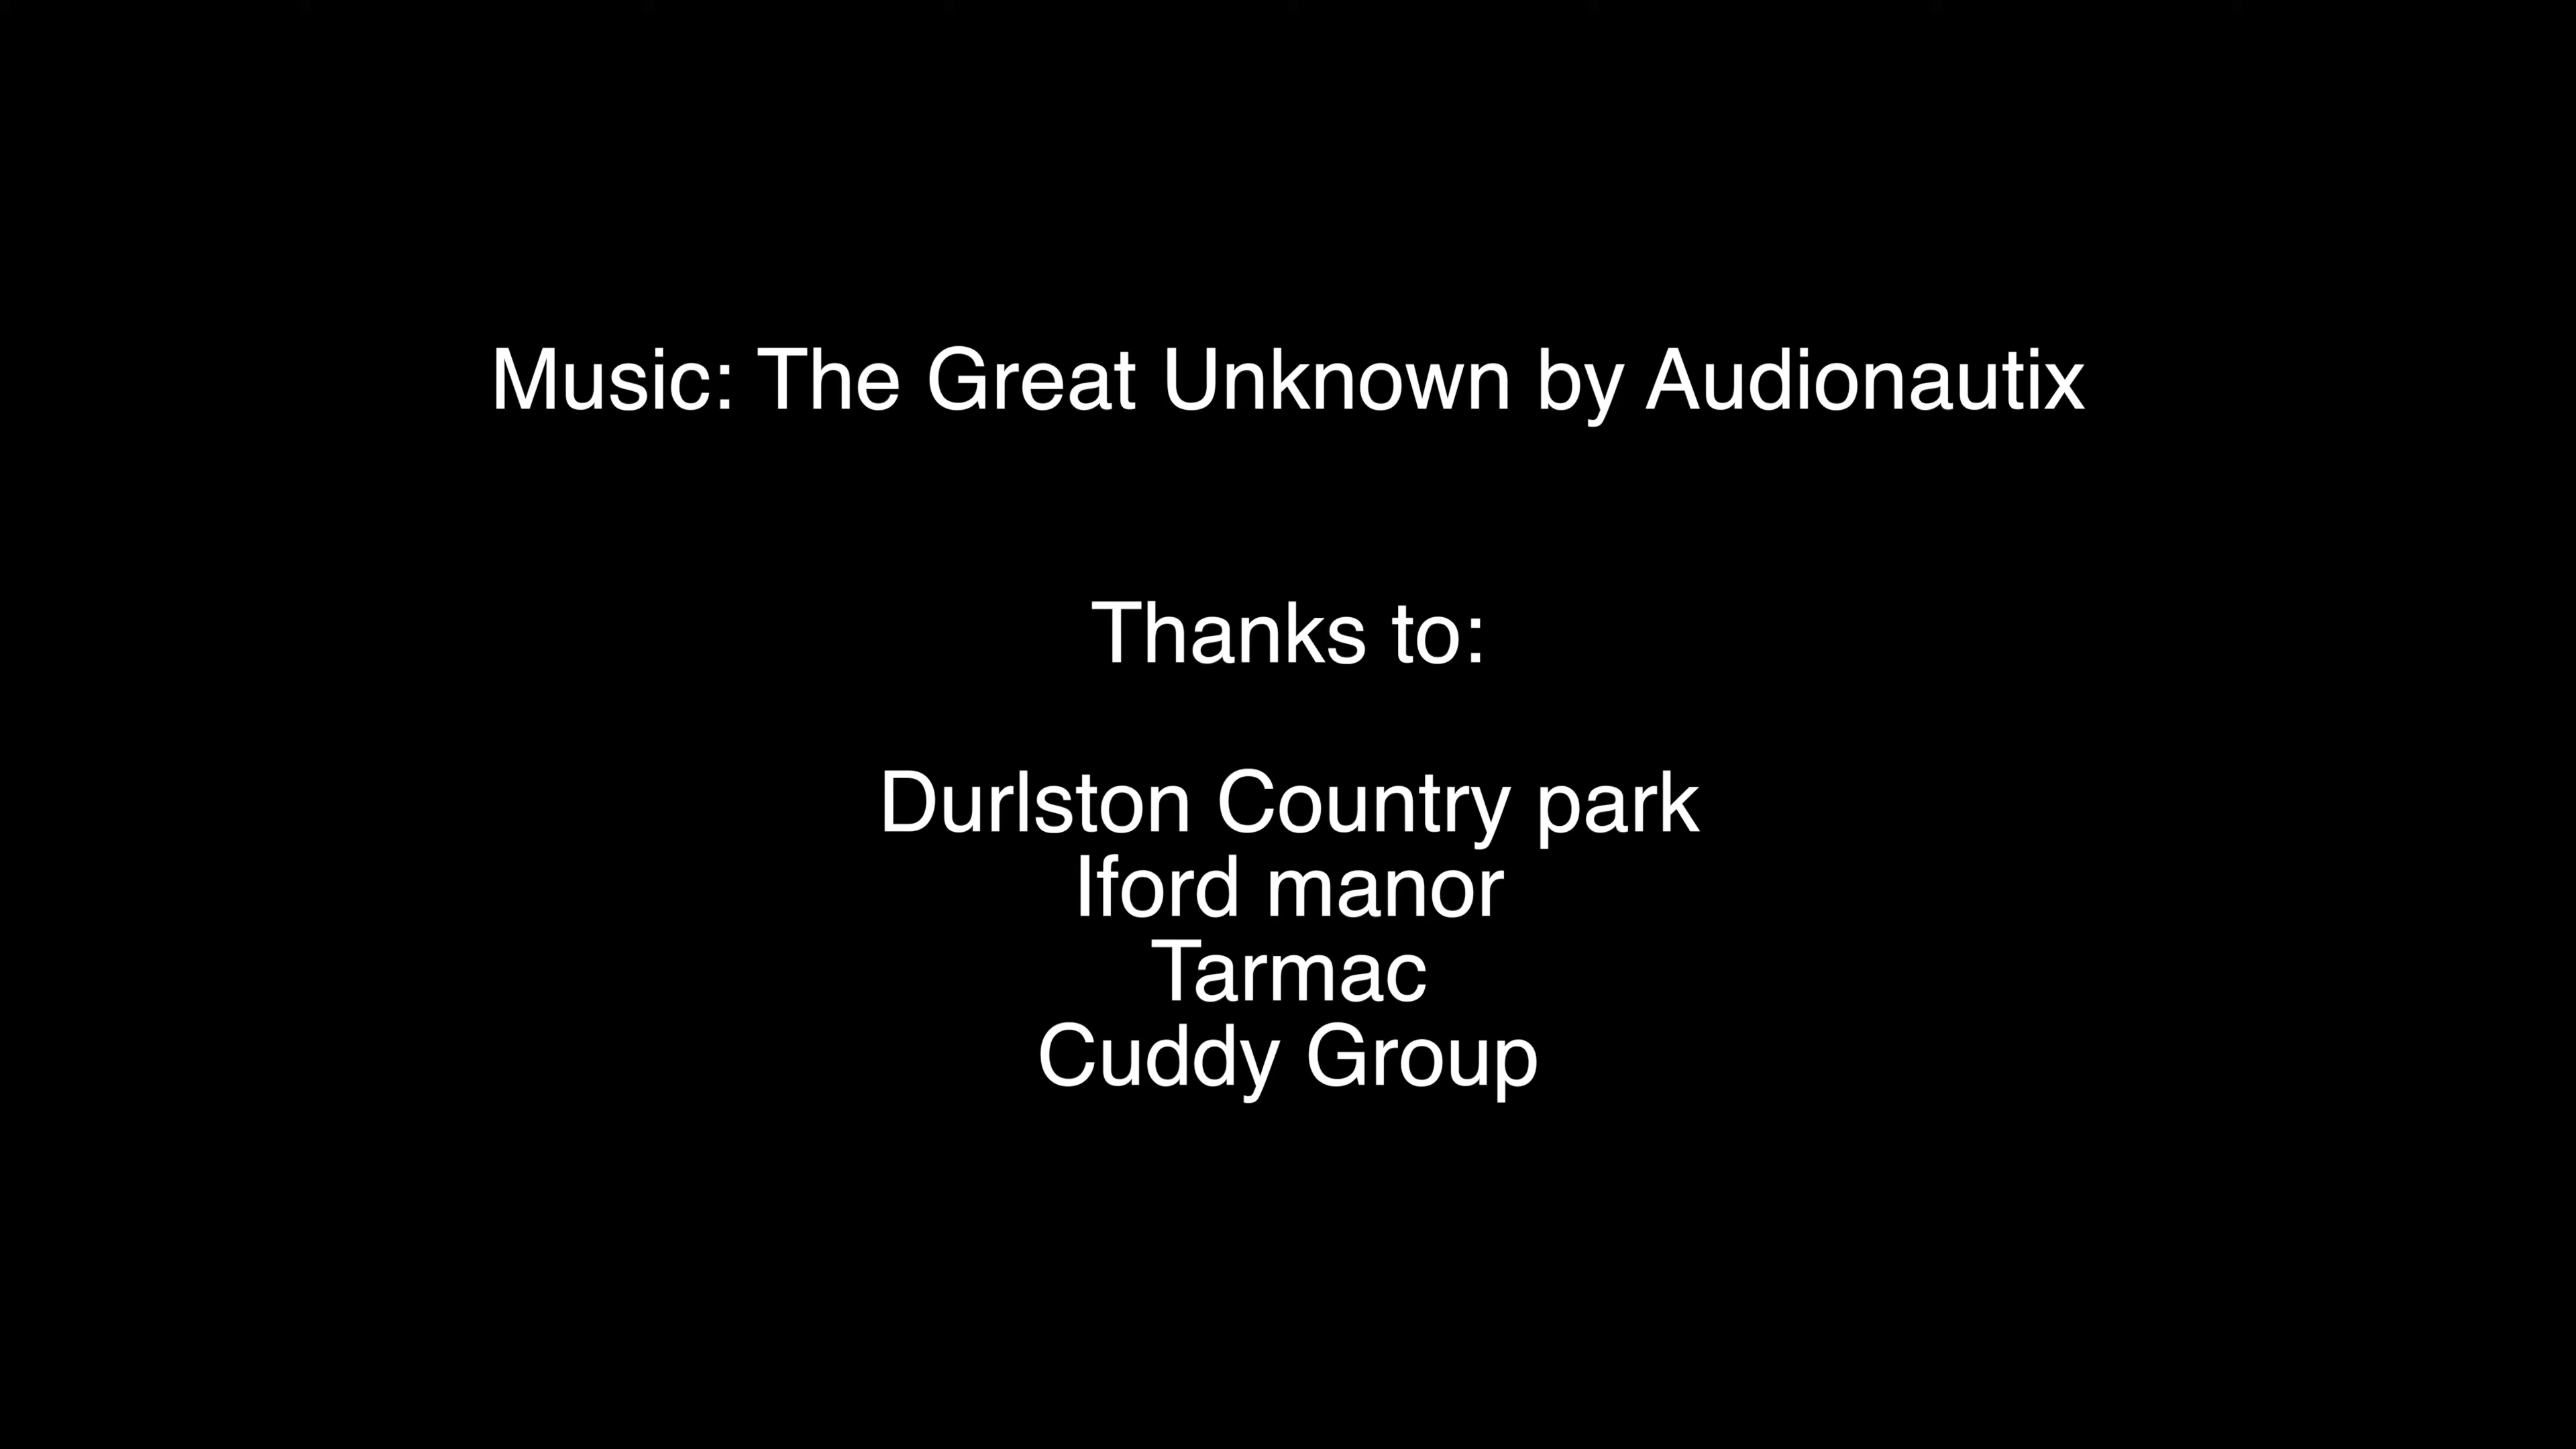 Music: The Great Unknown by Audionautix
Thanks to:
Durlston Country park
Iford manor
Tarmac
Cuddy Group